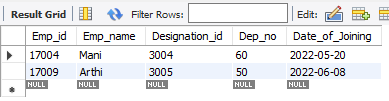 Result Grid Filter Rows: Edit:
Emp_id Emp_name Designation_id Dep_no Date_of_Joining
17004 Mani 3004 60 2022-05-20
17009 Arthi 3005 50 2022-06-08
NULL NULL NULL NULL NULL